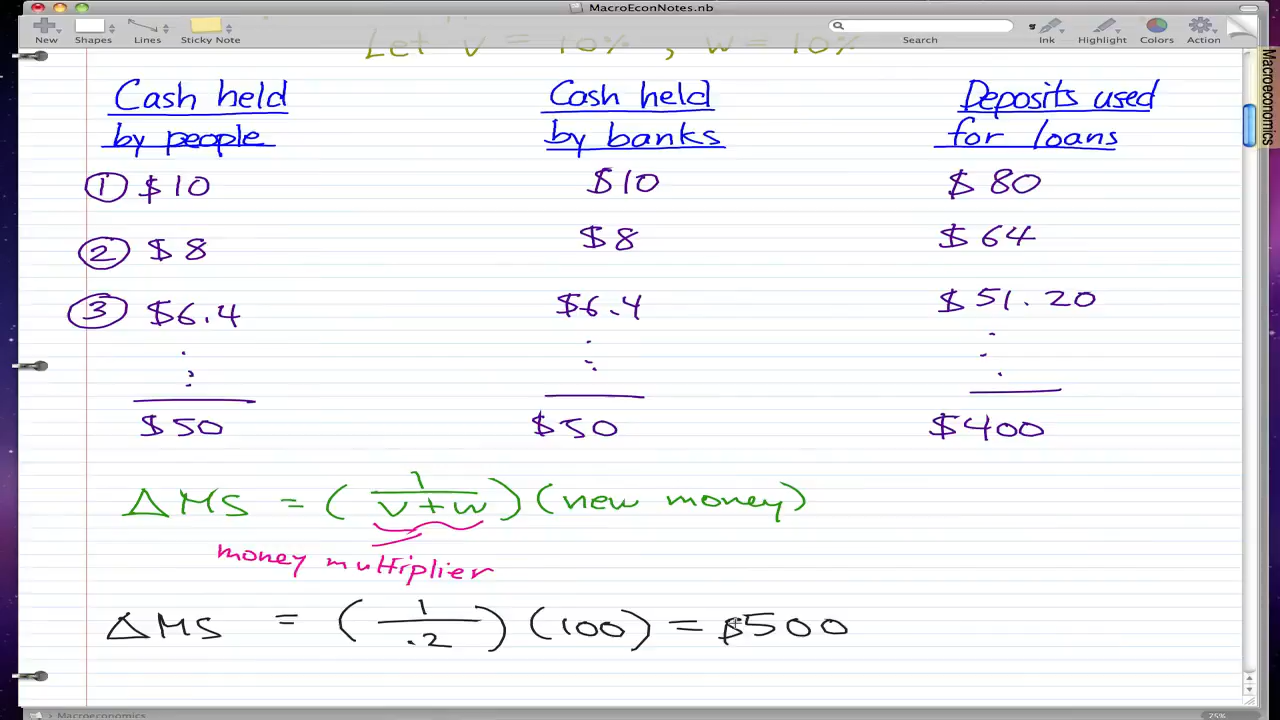 MacroEconNotes.nb
New Shapes Lines Sticky Note Search Ink Highlight Colors Action
Let v = 10% , w = 10%
Cash held by people
Cash held by banks
Deposits used for loans
① $10 $10 $80
② $8 $8 $64
③ $6.4 $6.4 $51.20
$50 $50 $400
ΔMS = (1/(v+w)) (new money)
money multiplier
ΔMS = (1/.2) (100) = $500
Macroeconomics
Macroeconomics
75%